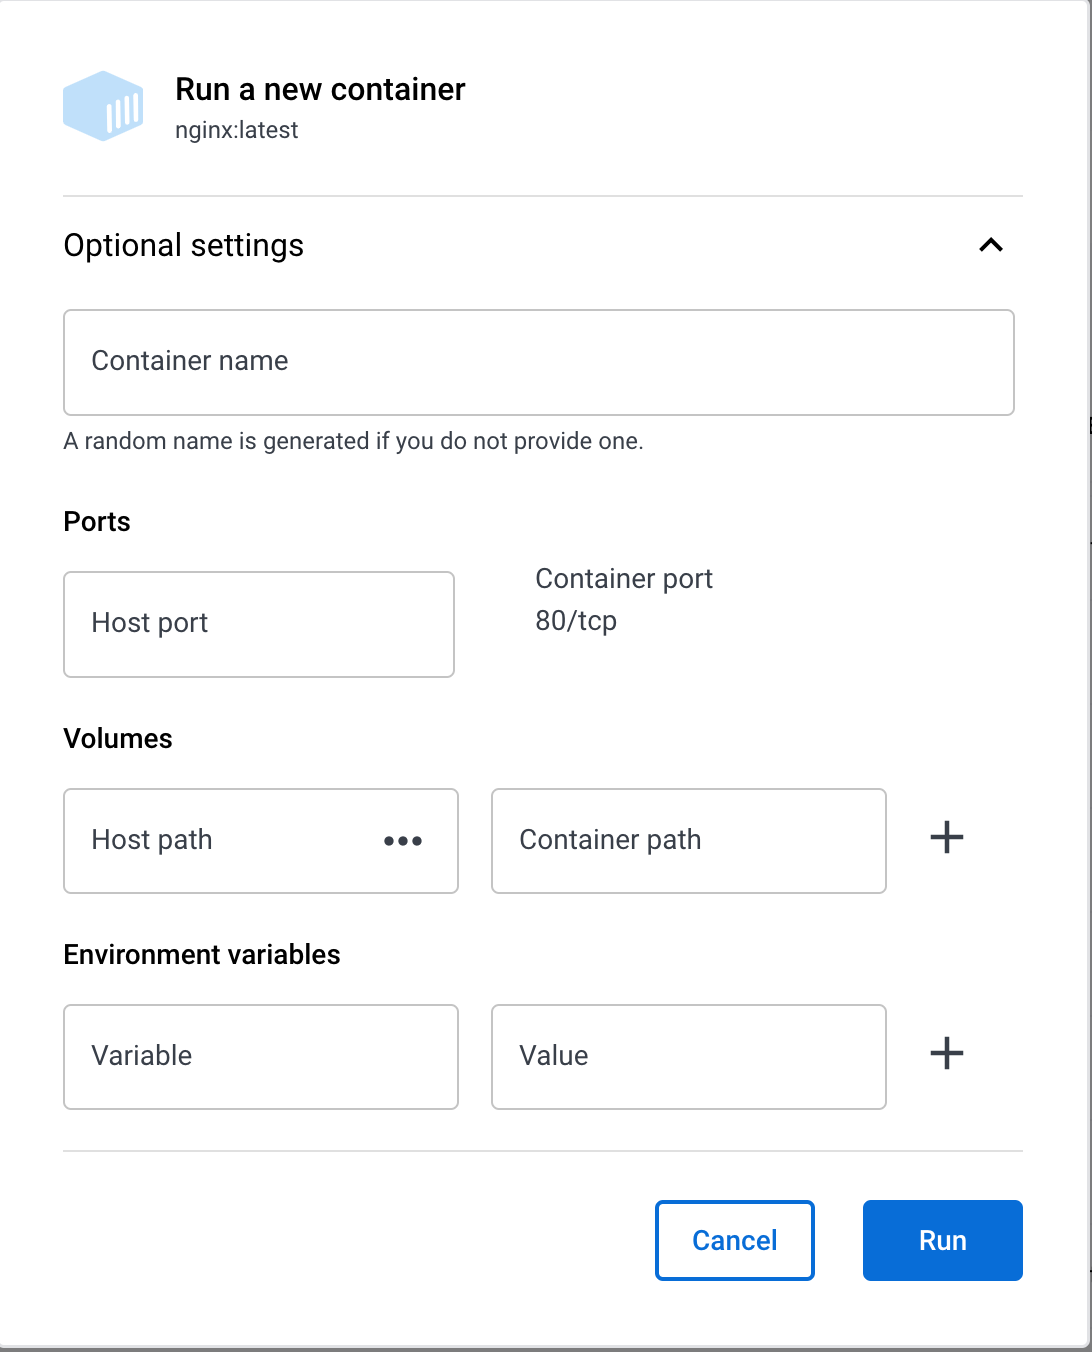 Run a new container
nginx:latest
Optional settings
Container name
A random name is generated if you do not provide one.
Ports
Host port
Container port
80/tcp
Volumes
Host path
Container path
Environment variables
Variable
Value
Cancel
Run